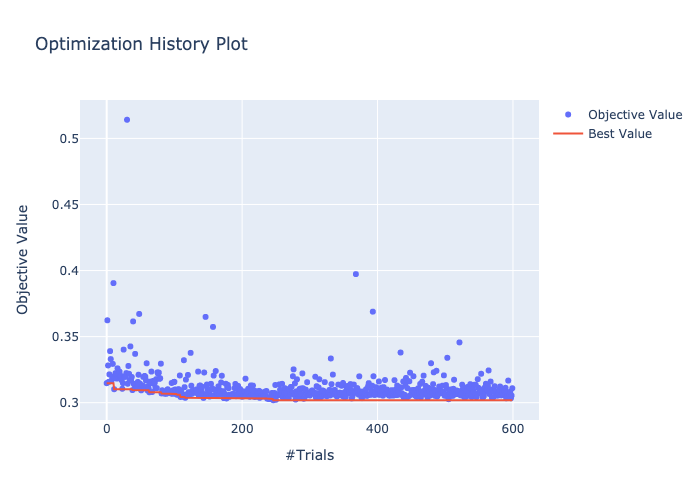 Optimization History Plot
Objective Value
Best Value
0.5
0.45
0.4
0.35
0.3
Objective Value
0
200
400
600
#Trials